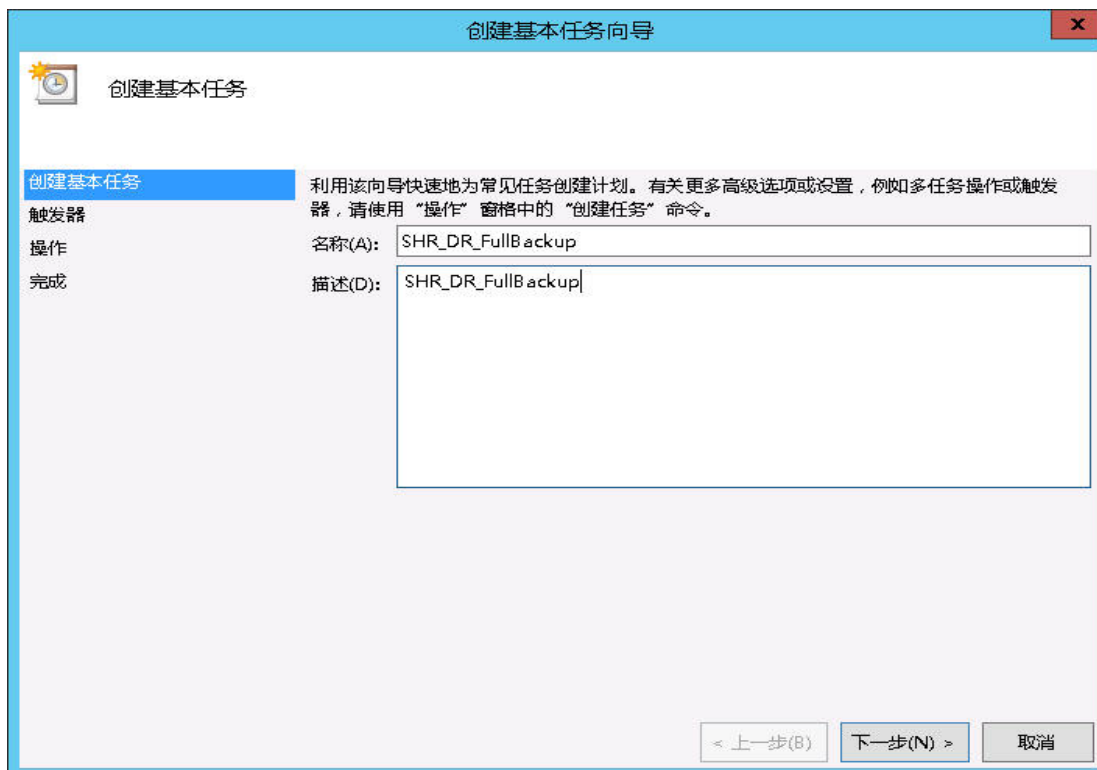 创建基本任务向导
x
创建基本任务
创建基本任务
触发器
操作
完成
利用该向导快速地为常见任务创建计划。有关更多高级选项或设置，例如多任务操作或触发
器，请使用“操作”窗格中的“创建任务”命令。
名称(A): SHR_DR_FullBackup
描述(D): SHR_DR_FullBackup
< 上一步(B) 下一步(N) > 取消